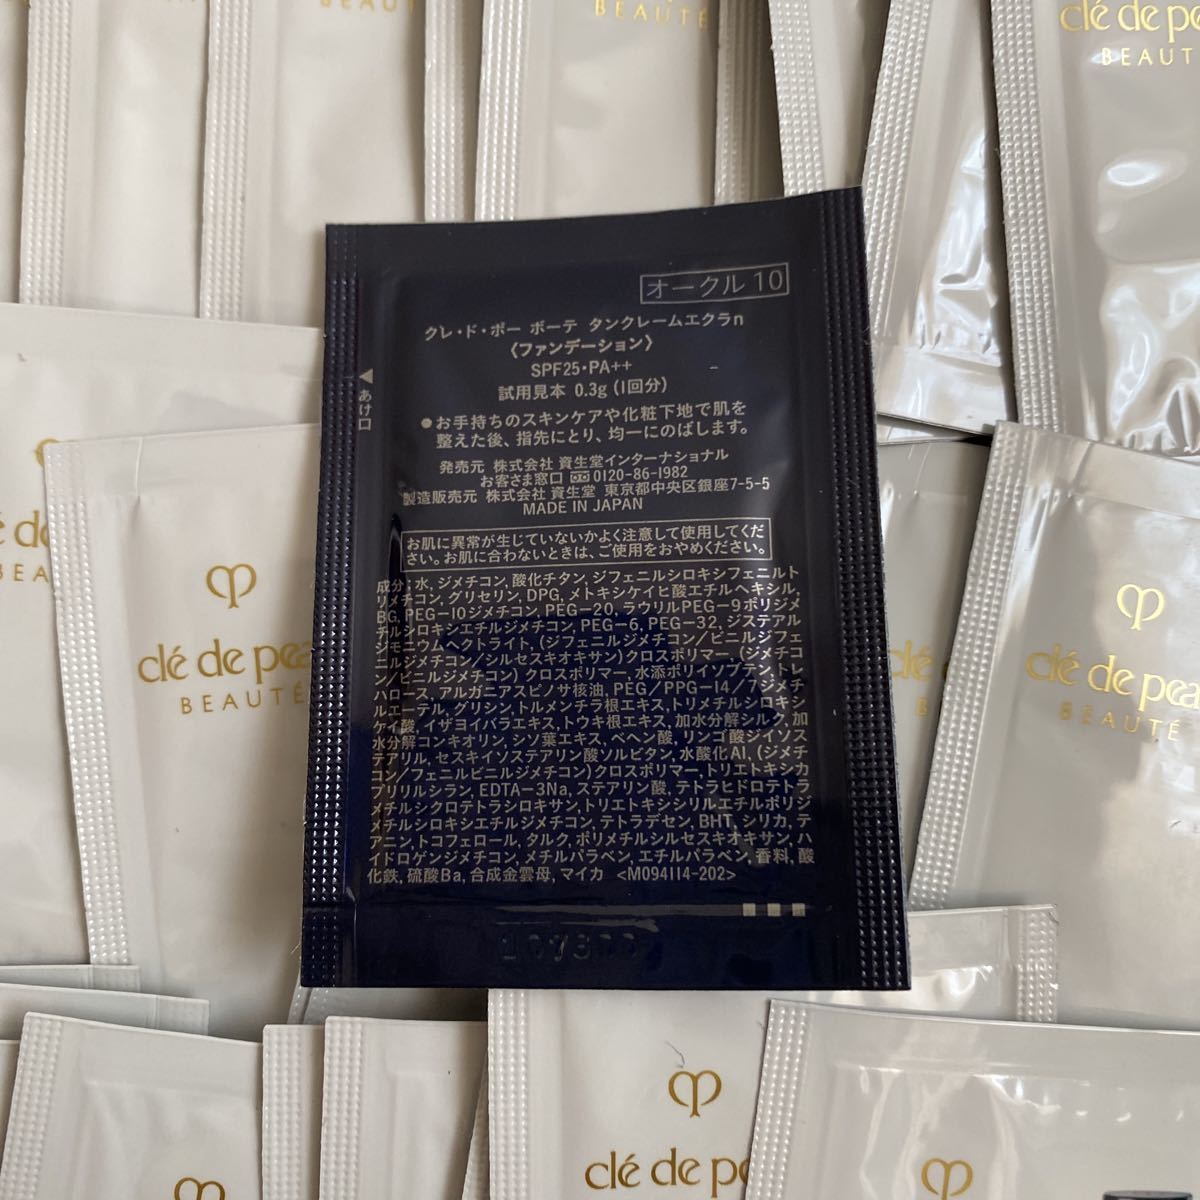 BEAUTÉ
clé de pe
BEAUT
オークル 10
クレ・ド・ポー ボーテ タンクレームエクラn
〈ファンデーション〉
SPF25・PA++
試用見本 0.3g (1回分)
◀あけ口
●お手持ちのスキンケアや化粧下地で肌を
整えた後、指先にとり、均一にのばします。
発売元 株式会社 資生堂インターナショナル
お客さま窓口 0120-86-1982
製造販売元 株式会社 資生堂 東京都中央区銀座7-5-5
MADE IN JAPAN
お肌に異常が生じていないかよく注意して使用してくだ
さい。お肌に合わないときは、ご使用をおやめください。
成分:水, ジメチコン, 酸化チタン, ジフェニルシロキシフェニルト
リメチコン, グリセリン, DPG, メトキシケイヒ酸エチルヘキシル,
BG, PEG-10ジメチコン, PEG-20, ラウリルPEG-9ポリジメ
チルシロキシエチルジメチコン, PEG-6, PEG-32, ジステアル
ジモニウムヘクトライト, (ジフェニルジメチコン/ビニルジフェ
ニルジメチコン/シルセスキオキサン)クロスポリマー, (ジメチコ
ン/ビニルジメチコン)クロスポリマー, 水添ポリイソブテン, トレ
ハロース, アルガニアスピノサ核油, PEG/PPG-14/7ジメチ
ルエーテル, グリシン, トルメンチラ根エキス, トリメチルシロキシ
ケイ酸, イザヨイバラエキス, トウキ根エキス, 加水分解シルク, 加
水分解コンキオリン, シソ葉エキス, ベヘン酸, リンゴ酸ジイソス
テアリル, セスキイソステアリン酸ソルビタン, 水酸化Al, (ジメチ
コン/フェニルビニルジメチコン)クロスポリマー, トリエトキシカ
プリリルシラン, EDTA-3Na, ステアリン酸, テトラヒドロテトラ
メチルシクロテトラシロキサン, トリエトキシシリルエチルポリジ
メチルシロキシエチルジメチコン, テトラデセン, BHT, シリカ, テ
アニン, トコフェロール, タルク, ポリメチルシルセスキオキサン, ハ
イドロゲンジメチコン, メチルパラベン, エチルパラベン, 香料, 酸
化鉄, 硫酸Ba, 合成金雲母, マイカ <M094114-202>
clé de pea
BEAUTÉ
clé de
clé de pea
BEAUTÉ
clé de pe